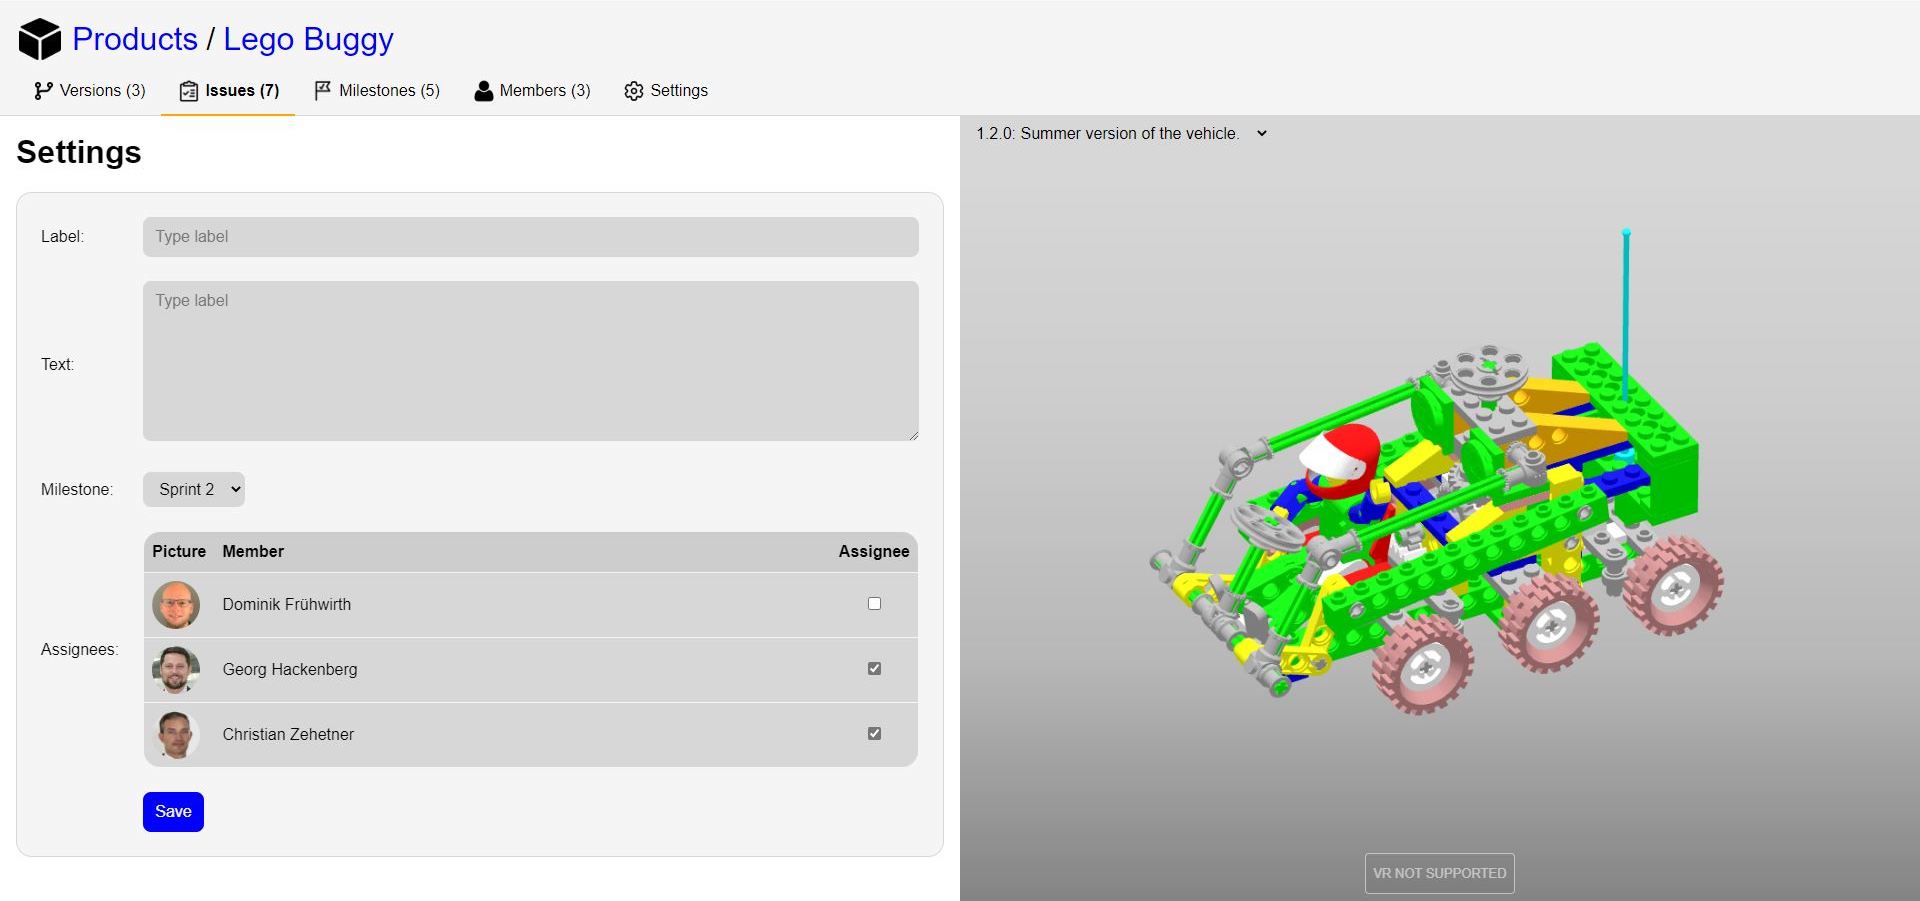 Products / Lego Buggy
Versions (3) Issues (7) Milestones (5) Members (3) Settings
Settings
Label: Type label
Text: Type label
Milestone: Sprint 2
Assignees:
Picture Member Assignee
Dominik Frühwirth
Georg Hackenberg
Christian Zehetner
Save
1.2.0: Summer version of the vehicle.
VR NOT SUPPORTED